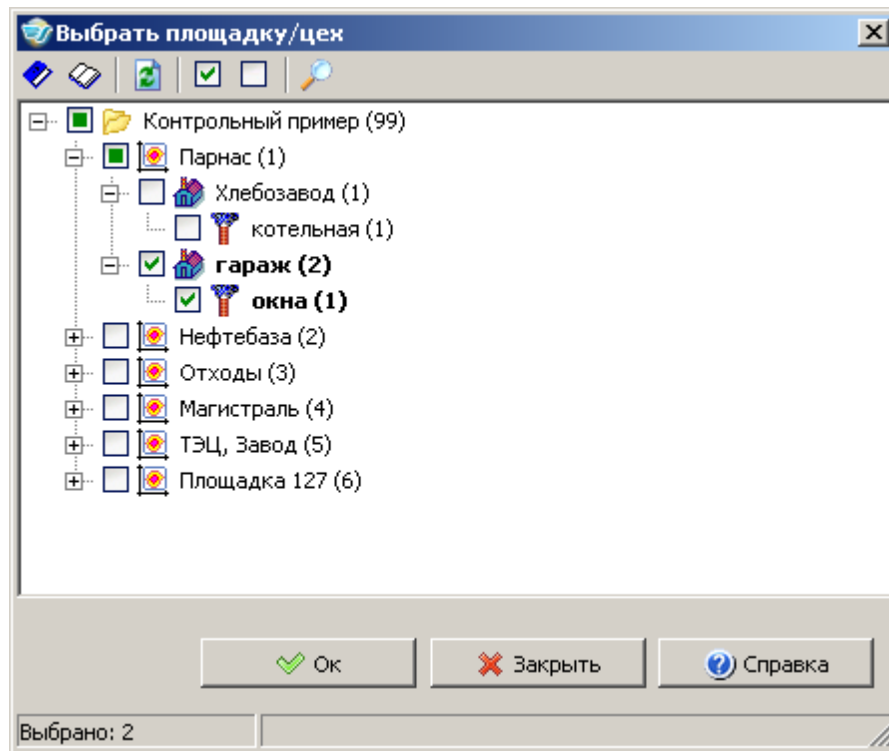 Выбрать площадку/цех
Контрольный пример (99)
Парнас (1)
Хлебозавод (1)
котельная (1)
гараж (2)
окна (1)
Нефтебаза (2)
Отходы (3)
Магистраль (4)
ТЭЦ, Завод (5)
Площадка 127 (6)
Ок
Закрыть
Справка
Выбрано: 2